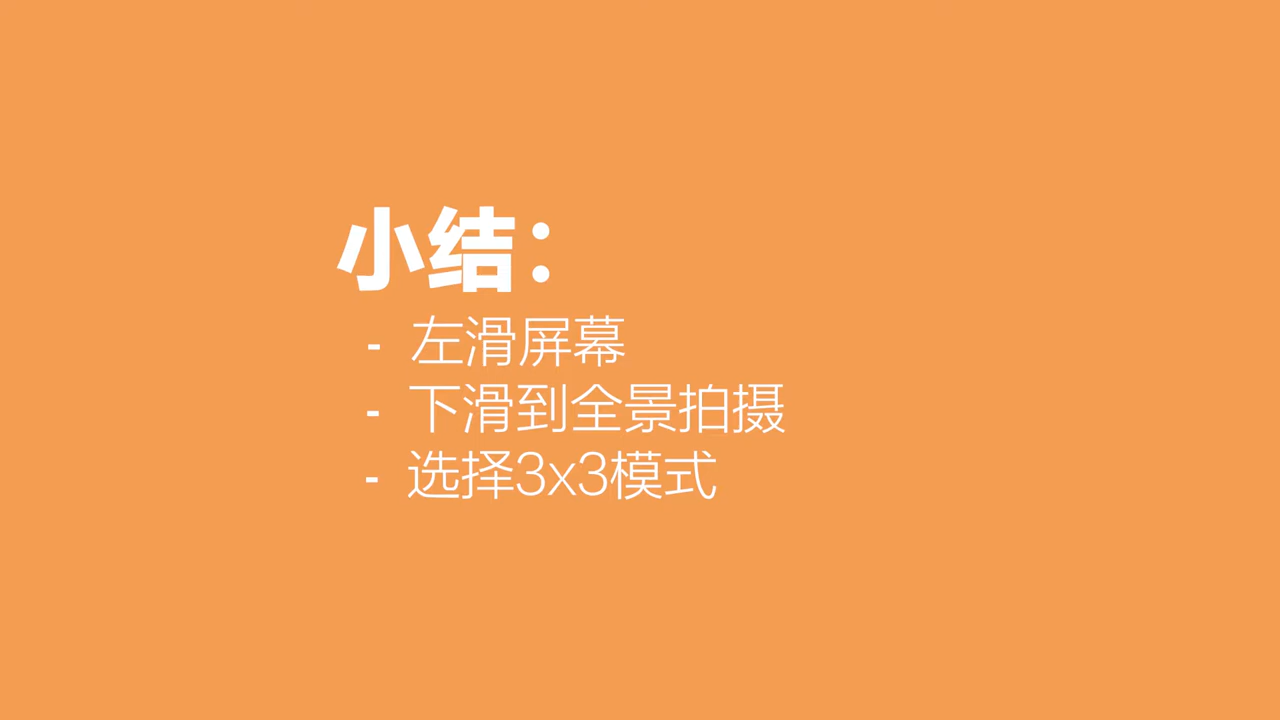 小结：
- 左滑屏幕
- 下滑到全景拍摄
- 选择3x3模式